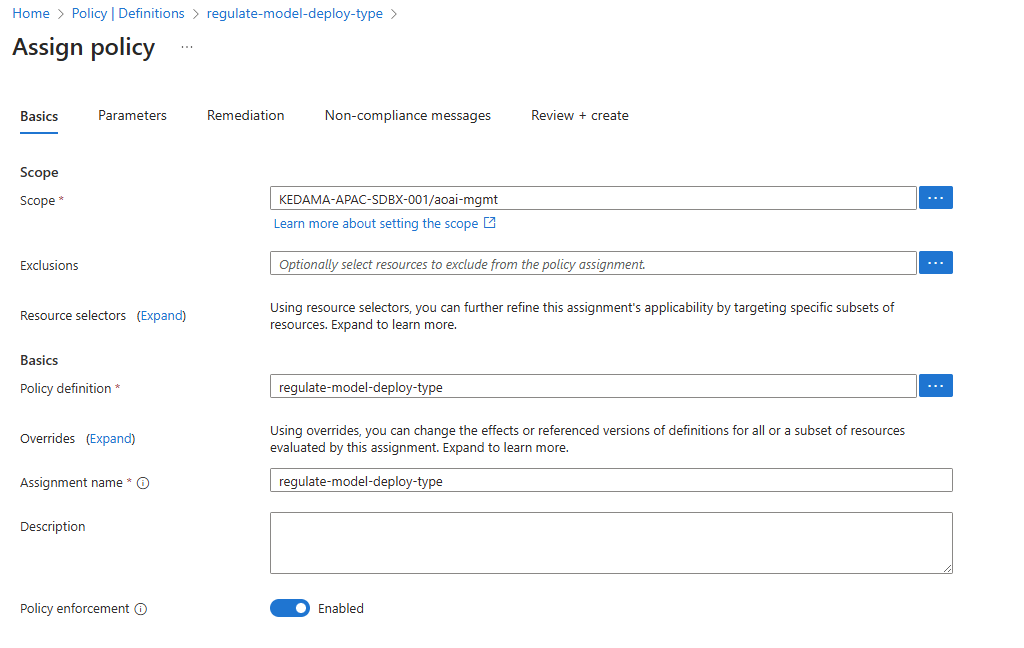 Home > Policy | Definitions > regulate-model-deploy-type >
Assign policy ...
Basics Parameters Remediation Non-compliance messages Review + create
Scope
Scope * KEDAMA-APAC-SDBX-001/aoai-mgmt ...
Learn more about setting the scope
Exclusions Optionally select resources to exclude from the policy assignment. ...
Resource selectors (Expand) Using resource selectors, you can further refine this assignment's applicability by targeting specific subsets of
resources. Expand to learn more.
Basics
Policy definition * regulate-model-deploy-type ...
Overrides (Expand) Using overrides, you can change the effects or referenced versions of definitions for all or a subset of resources
evaluated by this assignment. Expand to learn more.
Assignment name * regulate-model-deploy-type
Description
Policy enforcement Enabled